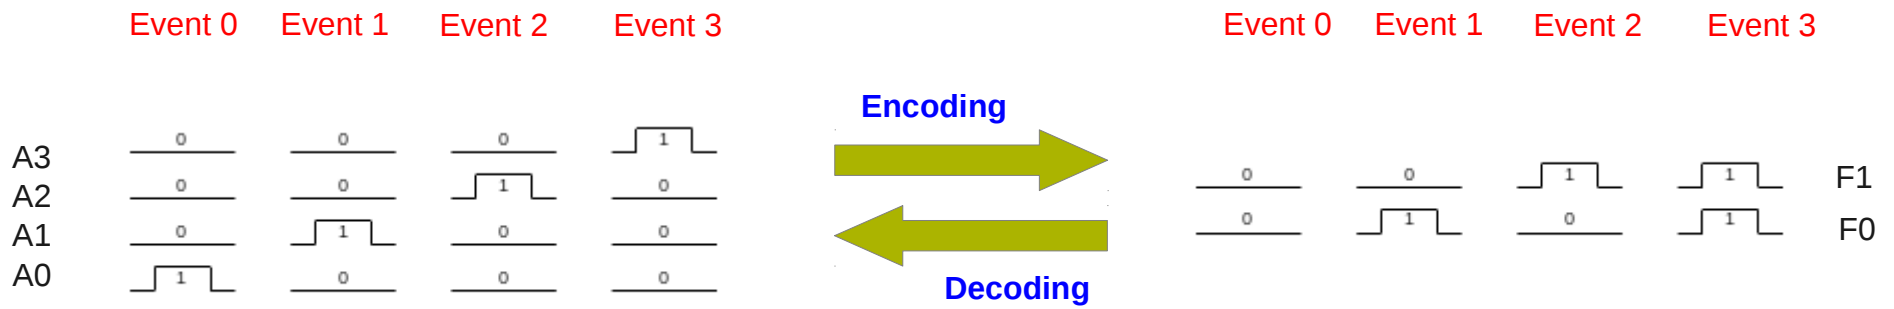 Event 0 Event 1 Event 2 Event 3 Event 0 Event 1 Event 2 Event 3
Encoding
A3 0 0 0 1
A2 0 0 1 0
A1 0 1 0 0
A0 1 0 0 0
0 0 1 1 F1
0 1 0 1 F0
Decoding